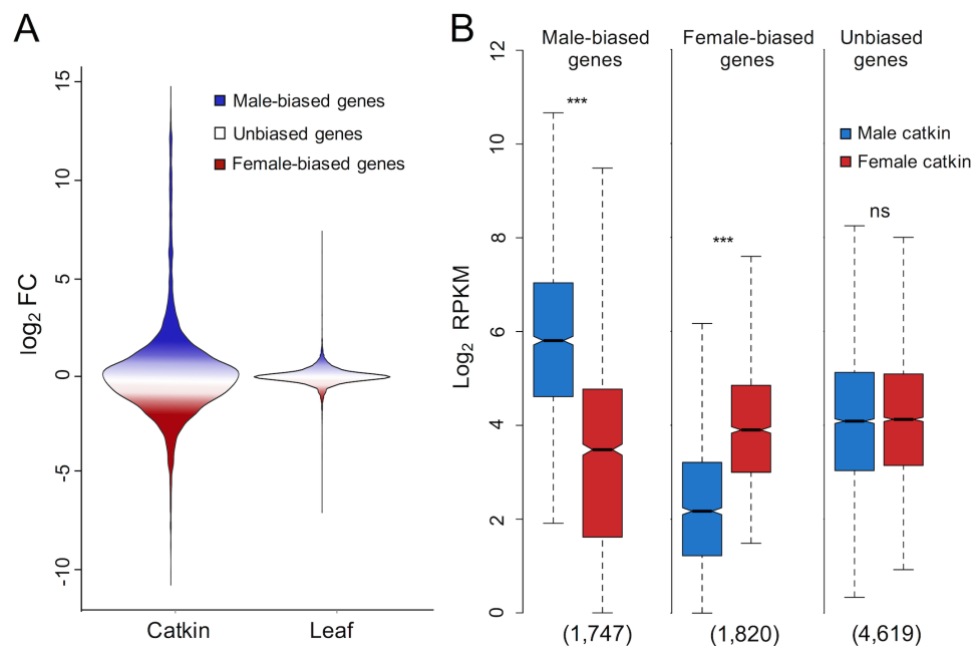 A
log₂ FC
15
10
5
0
-5
-10
Male-biased genes
Unbiased genes
Female-biased genes
Catkin
Leaf
B
Log₂ RPKM
12
10
8
6
4
2
0
Male-biased
genes
Female-biased
genes
Unbiased
genes
***
***
ns
Male catkin
Female catkin
(1,747)
(1,820)
(4,619)